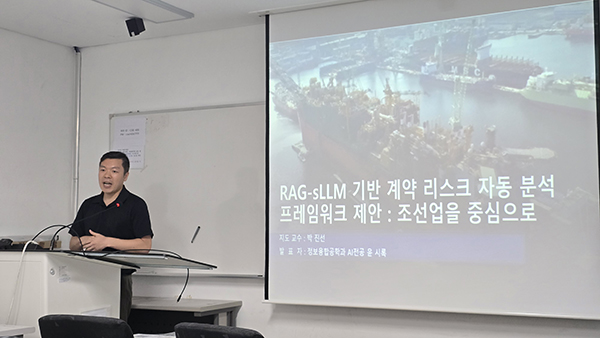 RAG-sLLM 기반 계약 리스크 자동 분석
프레임워크 제안 : 조선업을 중심으로
지도 교수 : 박 진선
발 표 자 : 정보융합공학과 AI전공 윤 시록